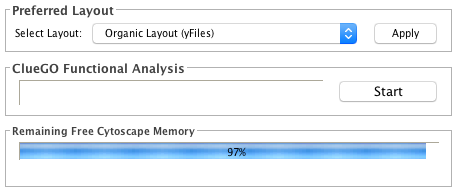 Preferred Layout
Select Layout: Organic Layout (yFiles) Apply
ClueGO Functional Analysis
Start
Remaining Free Cytoscape Memory
97%